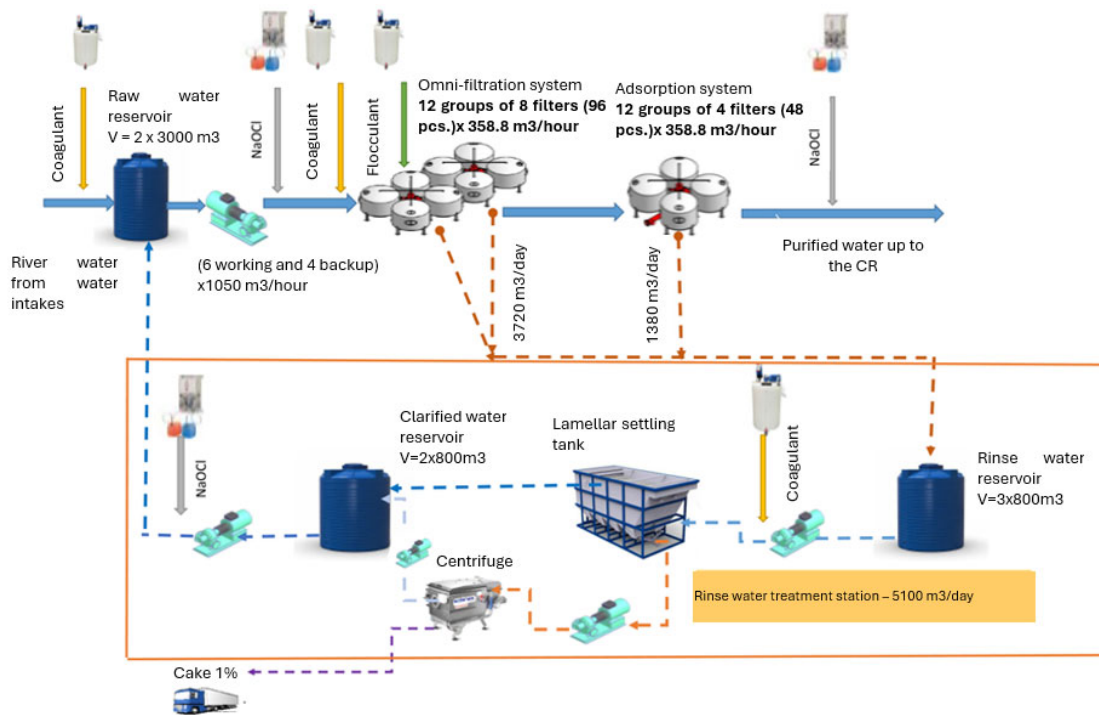 Coagulant
Raw water
reservoir
V = 2 x 3000 m3
NaOCl
Coagulant
Flocculant
Omni-filtration system
12 groups of 8 filters (96
pcs.)x 358.8 m3/hour
Adsorption system
12 groups of 4 filters (48
pcs.)x 358.8 m3/hour
NaOCl
River water
from water
intakes
(6 working and 4 backup)
x1050 m3/hour
3720 m3/day
1380 m3/day
Purified water up to
the CR
NaOCl
Clarified water
reservoir
V=2x800m3
Lamellar settling
tank
Coagulant
Rinse water
reservoir
V=3x800m3
Centrifuge
Rinse water treatment station – 5100 m3/day
Cake 1%